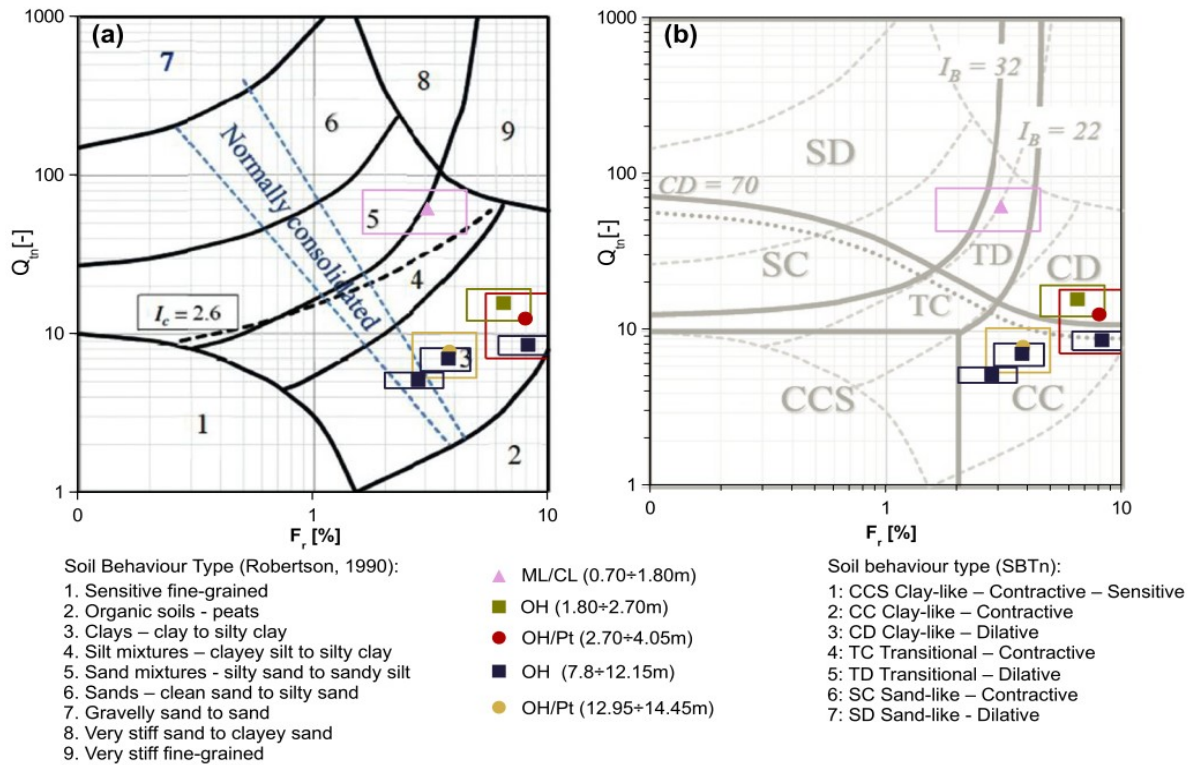 (a)
1000
100
10
1
0
1
10
Q_tn [-]
F_r [%]
7
8
6
9
5
4
3
1
2
Normally consolidated
I_c = 2.6
(b)
1000
100
10
1
0
1
10
Q_tn [-]
F_r [%]
I_B = 32
I_B = 22
SD
CD = 70
SC
TD
CD
TC
CCS
CC
Soil Behaviour Type (Robertson, 1990):
1. Sensitive fine-grained
2. Organic soils - peats
3. Clays – clay to silty clay
4. Silt mixtures – clayey silt to silty clay
5. Sand mixtures - silty sand to sandy silt
6. Sands – clean sand to silty sand
7. Gravelly sand to sand
8. Very stiff sand to clayey sand
9. Very stiff fine-grained
ML/CL (0.70÷1.80m)
OH (1.80÷2.70m)
OH/Pt (2.70÷4.05m)
OH (7.8÷12.15m)
OH/Pt (12.95÷14.45m)
Soil behaviour type (SBTn):
1: CCS Clay-like – Contractive – Sensitive
2: CC Clay-like – Contractive
3: CD Clay-like – Dilative
4: TC Transitional – Contractive
5: TD Transitional – Dilative
6: SC Sand-like – Contractive
7: SD Sand-like - Dilative